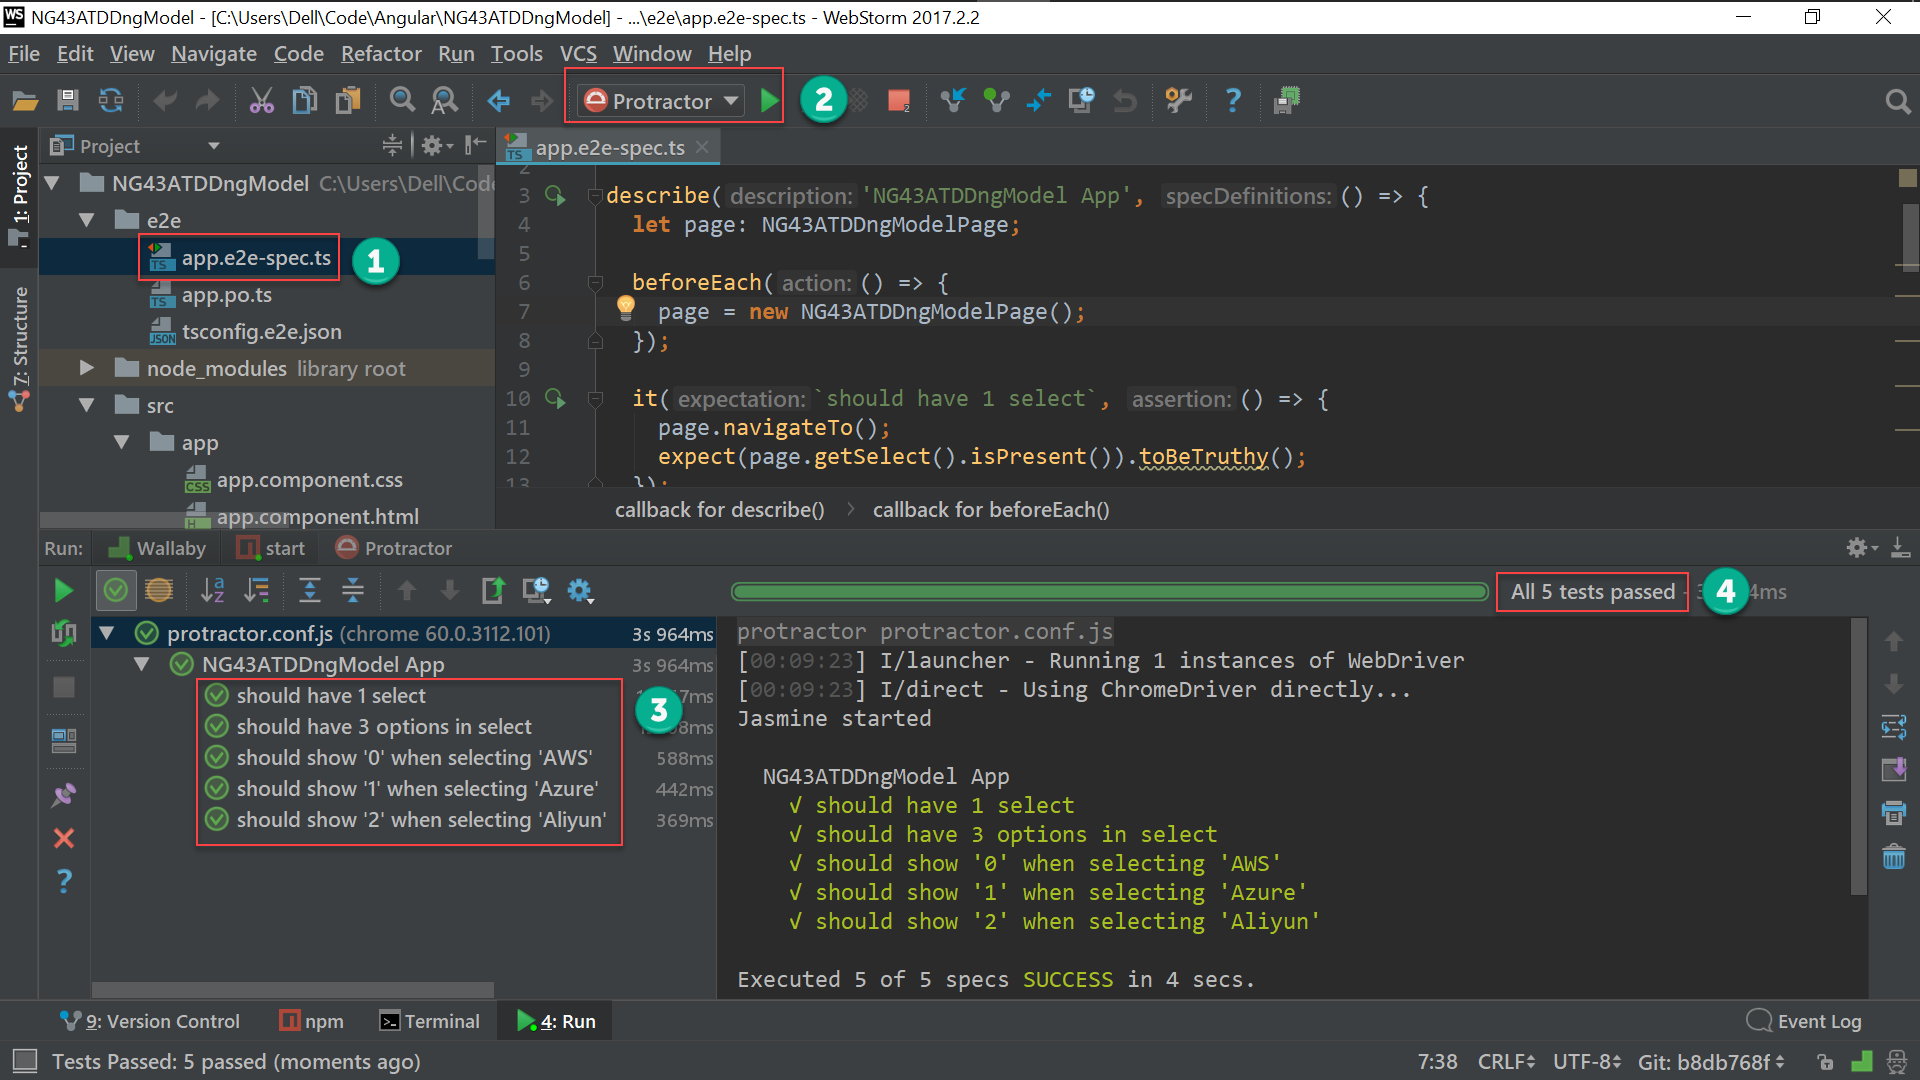 WS NG43ATDDngModel - [C:\Users\Dell\Code\Angular\NG43ATDDngModel] - ...\e2e\app.e2e-spec.ts - WebStorm 2017.2.2
File Edit View Navigate Code Refactor Run Tools VCS Window Help
Protractor 2
1: Project
7: Structure
Project
NG43ATDDngModel C:\Users\Dell\Code
e2e
app.e2e-spec.ts 1
app.po.ts
tsconfig.e2e.json
node_modules library root
src
app
app.component.css
app.component.html
app.e2e-spec.ts
2
3 describe( description: 'NG43ATDDngModel App', specDefinitions: () => {
4 let page: NG43ATDDngModelPage;
5
6 beforeEach( action: () => {
7 page = new NG43ATDDngModelPage();
8 });
9
10 it( expectation: `should have 1 select`, assertion: () => {
11 page.navigateTo();
12 expect(page.getSelect().isPresent()).toBeTruthy();
13 });
callback for describe() callback for beforeEach()
Run: Wallaby start Protractor
All 5 tests passed 4
protractor.conf.js (chrome 60.0.3112.101) 3s 964ms
NG43ATDDngModel App 3s 964ms
should have 1 select
should have 3 options in select 3
should show '0' when selecting 'AWS' 588ms
should show '1' when selecting 'Azure' 442ms
should show '2' when selecting 'Aliyun' 369ms
protractor protractor.conf.js
[00:09:23] I/launcher - Running 1 instances of WebDriver
[00:09:23] I/direct - Using ChromeDriver directly...
Jasmine started
NG43ATDDngModel App
√ should have 1 select
√ should have 3 options in select
√ should show '0' when selecting 'AWS'
√ should show '1' when selecting 'Azure'
√ should show '2' when selecting 'Aliyun'
Executed 5 of 5 specs SUCCESS in 4 secs.
9: Version Control npm Terminal 4: Run Event Log
Tests Passed: 5 passed (moments ago) 7:38 CRLF UTF-8 Git: b8db768f